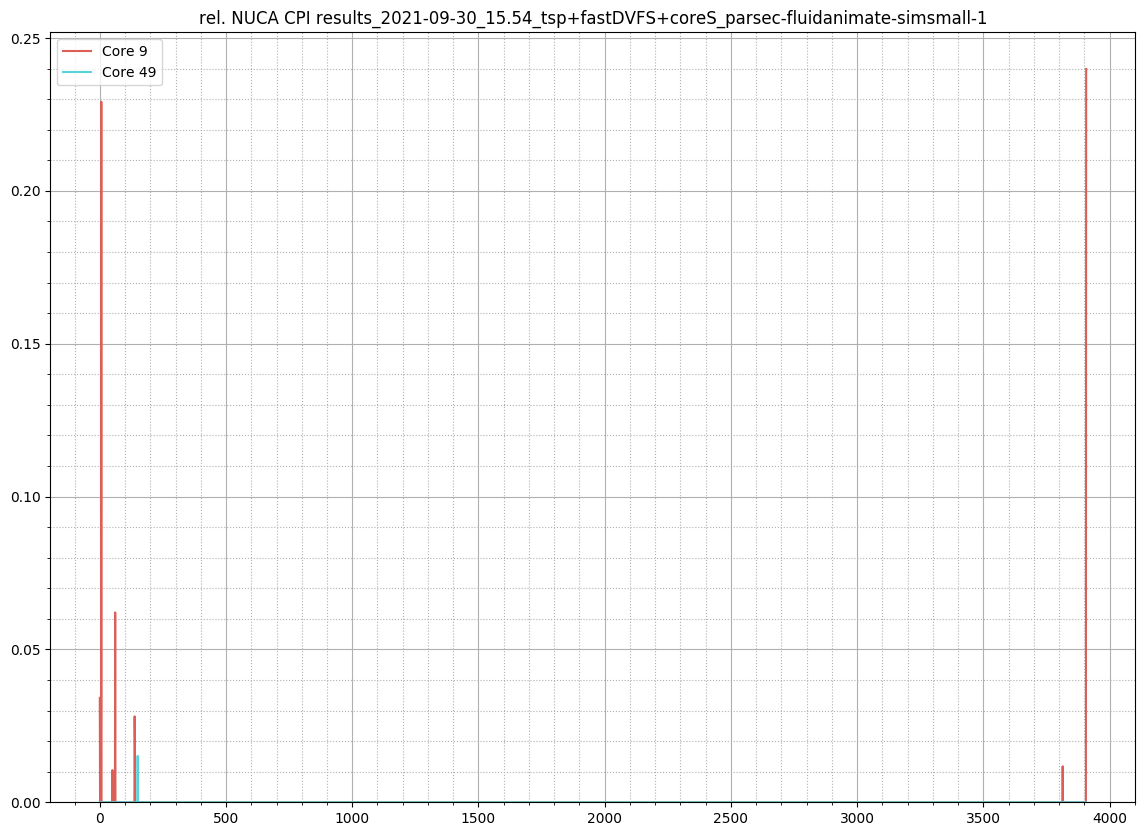 rel. NUCA CPI results_2021-09-30_15.54_tsp+fastDVFS+coreS_parsec-fluidanimate-simsmall-1
Core 9
Core 49
0.25
0.20
0.15
0.10
0.05
0.00
0 500 1000 1500 2000 2500 3000 3500 4000